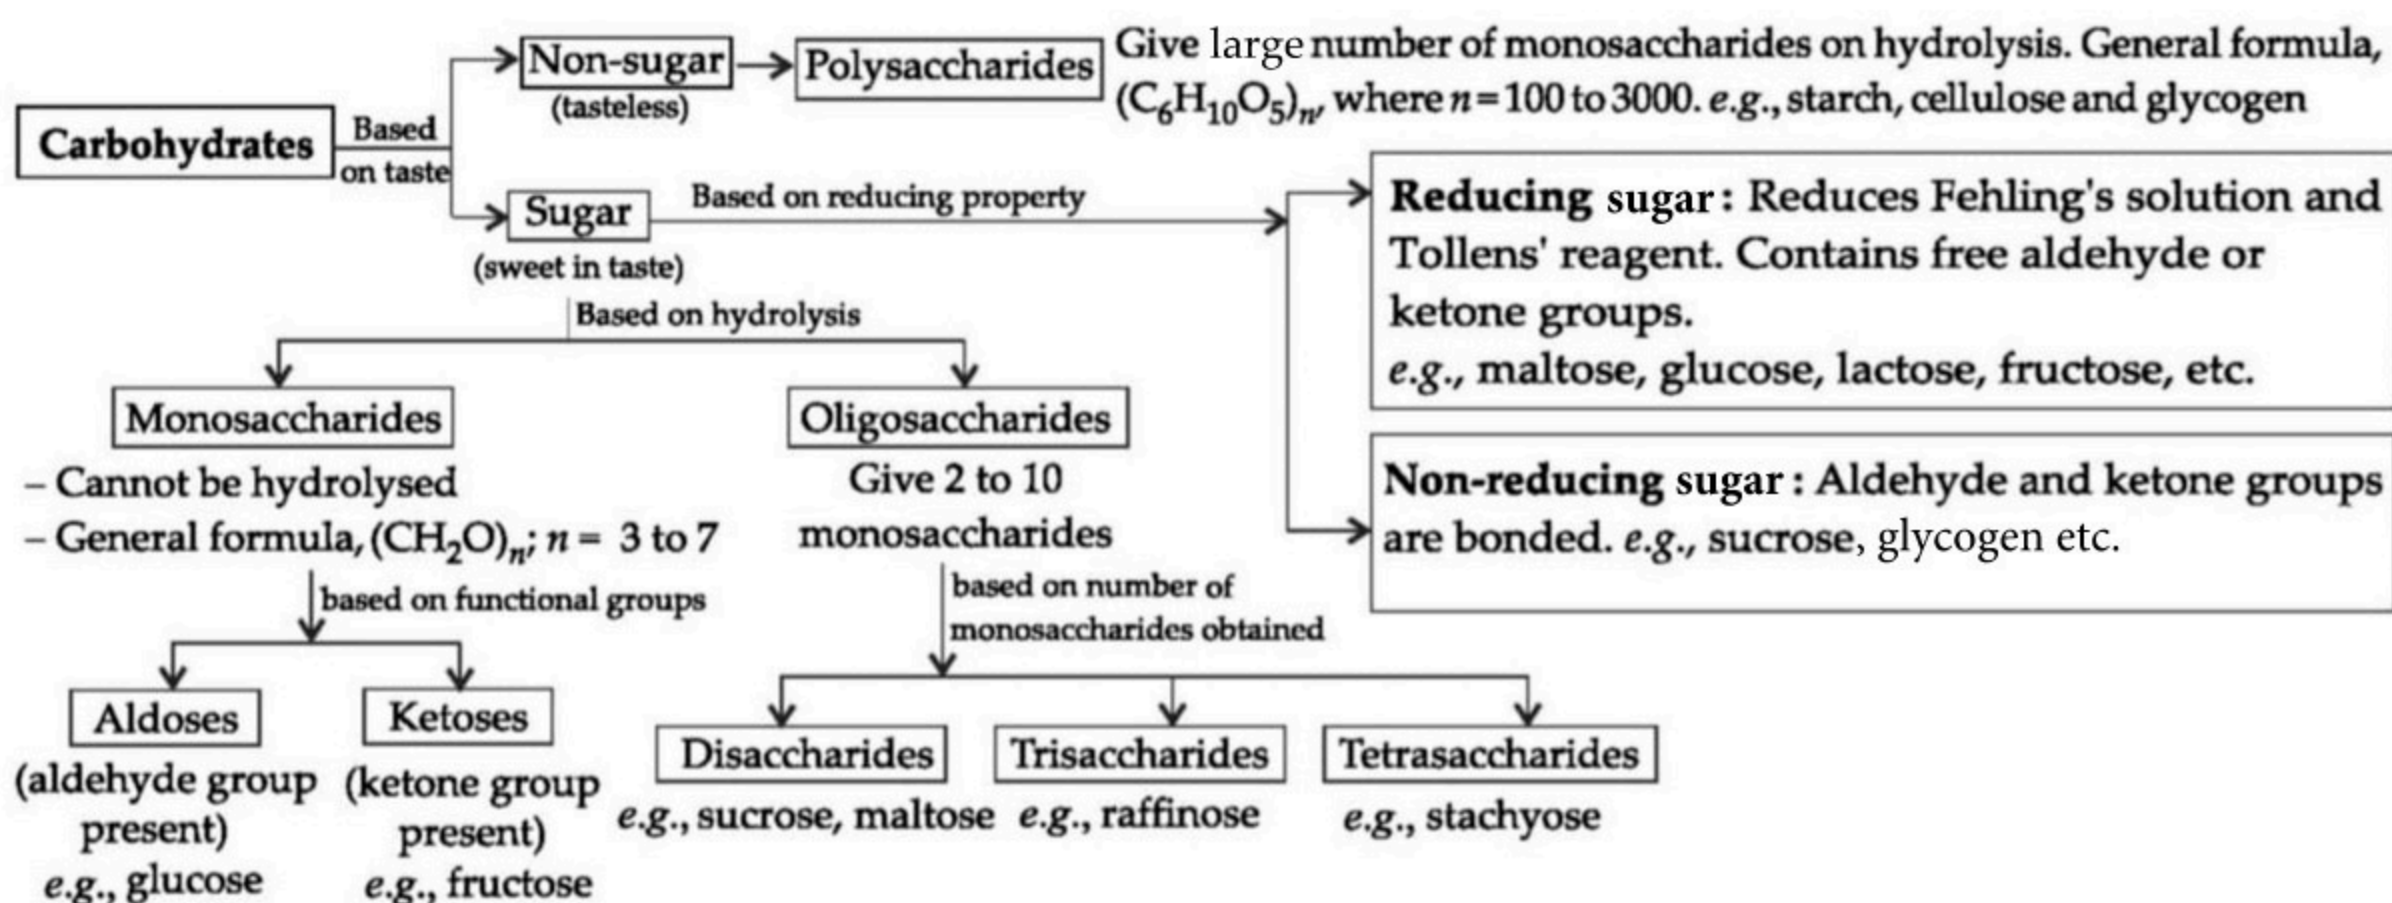 Non-sugar
(tasteless)
Polysaccharides
Give large number of monosaccharides on hydrolysis. General formula,
(C₆H₁₀O₅)ₙ, where n=100 to 3000. e.g., starch, cellulose and glycogen
Carbohydrates
Based
on taste
Sugar
(sweet in taste)
Based on reducing property
Reducing sugar : Reduces Fehling's solution and
Tollens' reagent. Contains free aldehyde or
ketone groups.
e.g., maltose, glucose, lactose, fructose, etc.
Non-reducing sugar : Aldehyde and ketone groups
are bonded. e.g., sucrose, glycogen etc.
Based on hydrolysis
Monosaccharides
– Cannot be hydrolysed
– General formula, (CH₂O)ₙ; n = 3 to 7
based on functional groups
Aldoses
(aldehyde group
present)
e.g., glucose
Ketoses
(ketone group
present)
e.g., fructose
Oligosaccharides
Give 2 to 10
monosaccharides
based on number of
monosaccharides obtained
Disaccharides
e.g., sucrose, maltose
Trisaccharides
e.g., raffinose
Tetrasaccharides
e.g., stachyose